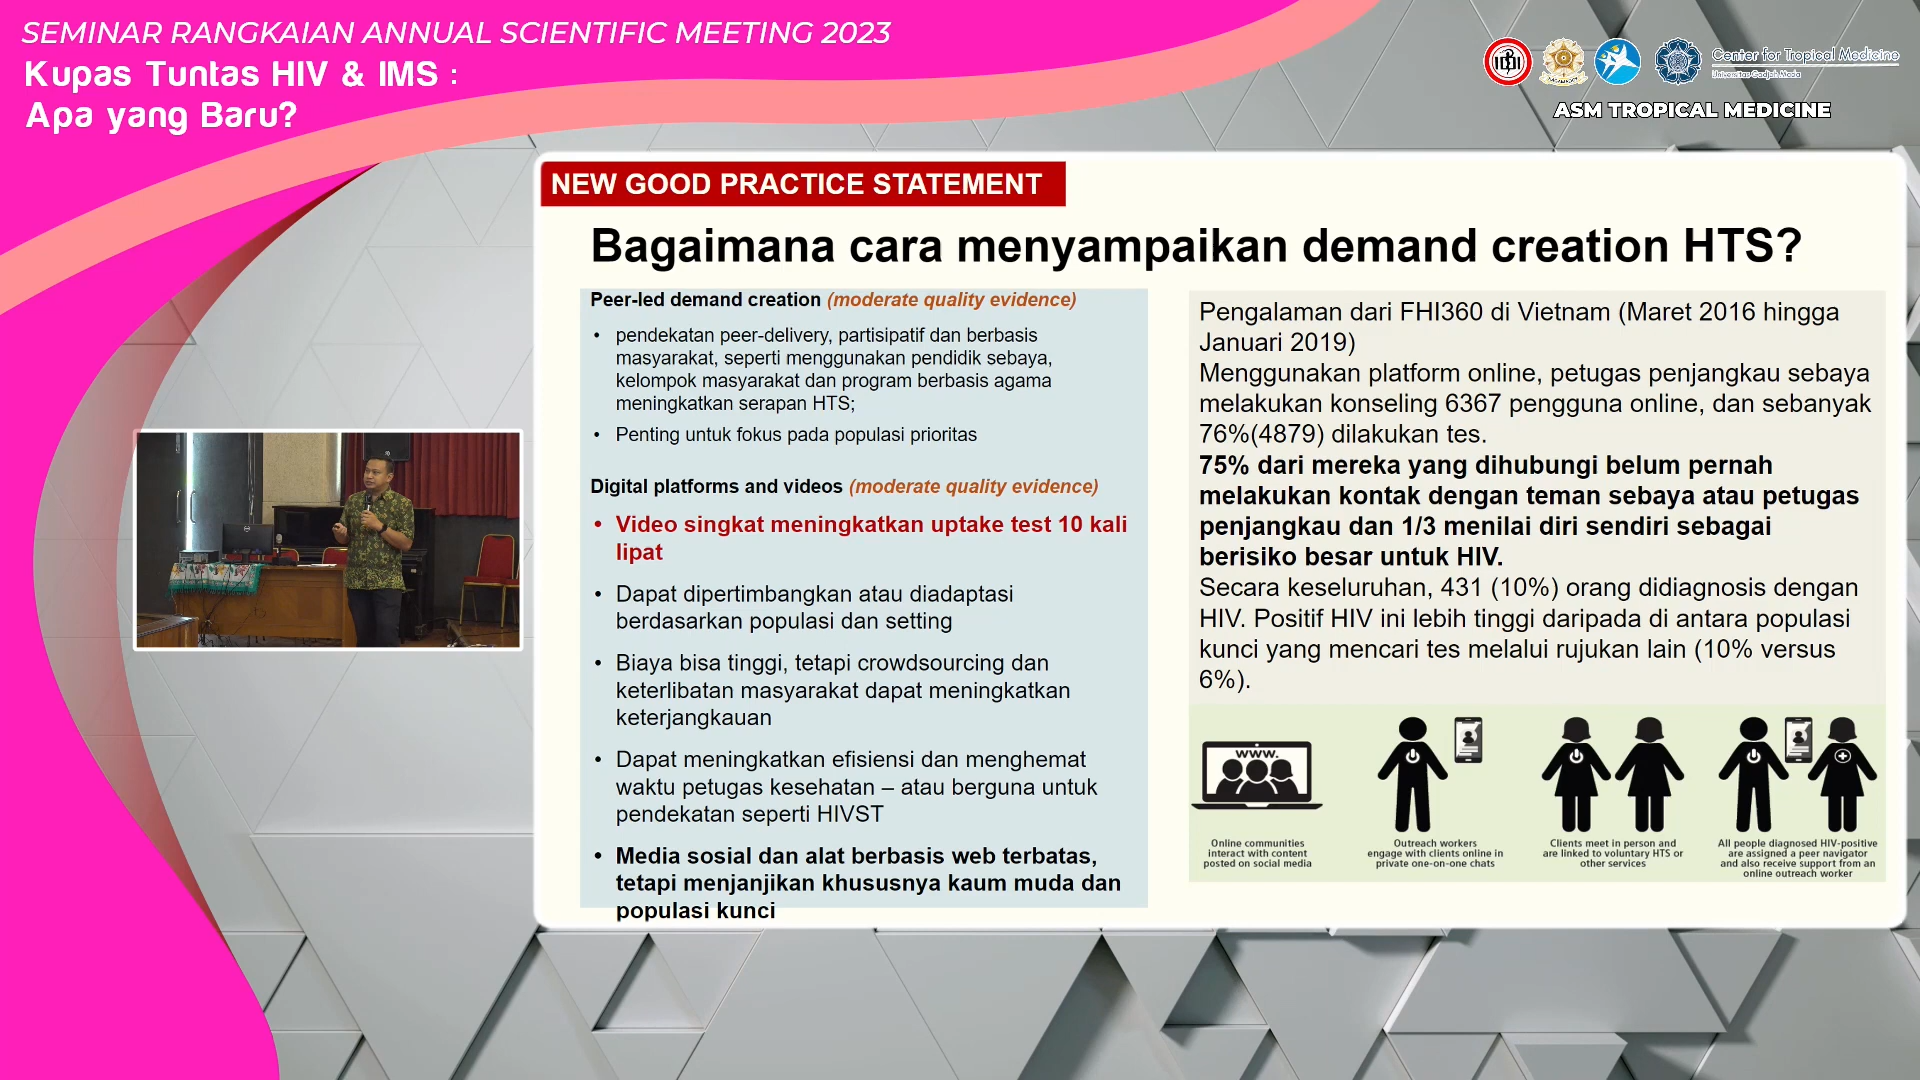 SEMINAR RANGKAIAN ANNUAL SCIENTIFIC MEETING 2023
Kupas Tuntas HIV & IMS :
Apa yang Baru?
Center for Tropical Medicine
Universitas Gadjah Mada
ASM TROPICAL MEDICINE
NEW GOOD PRACTICE STATEMENT
Bagaimana cara menyampaikan demand creation HTS?
Peer-led demand creation (moderate quality evidence)
• pendekatan peer-delivery, partisipatif dan berbasis
masyarakat, seperti menggunakan pendidik sebaya,
kelompok masyarakat dan program berbasis agama
meningkatkan serapan HTS;
• Penting untuk fokus pada populasi prioritas
Digital platforms and videos (moderate quality evidence)
• Video singkat meningkatkan uptake test 10 kali
lipat
• Dapat dipertimbangkan atau diadaptasi
berdasarkan populasi dan setting
• Biaya bisa tinggi, tetapi crowdsourcing dan
keterlibatan masyarakat dapat meningkatkan
keterjangkauan
• Dapat meningkatkan efisiensi dan menghemat
waktu petugas kesehatan – atau berguna untuk
pendekatan seperti HIVST
• Media sosial dan alat berbasis web terbatas,
tetapi menjanjikan khususnya kaum muda dan
populasi kunci
Pengalaman dari FHI360 di Vietnam (Maret 2016 hingga
Januari 2019)
Menggunakan platform online, petugas penjangkau sebaya
melakukan konseling 6367 pengguna online, dan sebanyak
76%(4879) dilakukan tes.
75% dari mereka yang dihubungi belum pernah
melakukan kontak dengan teman sebaya atau petugas
penjangkau dan 1/3 menilai diri sendiri sebagai
berisiko besar untuk HIV.
Secara keseluruhan, 431 (10%) orang didiagnosis dengan
HIV. Positif HIV ini lebih tinggi daripada di antara populasi
kunci yang mencari tes melalui rujukan lain (10% versus
6%).
www.
Online communities
interact with content
posted on social media
Outreach workers
engage with clients online in
private one-on-one chats
Clients meet in person and
are linked to voluntary HTS or
other services
All people diagnosed HIV-positive
are assigned a peer navigator
and also receive support from an
online outreach worker